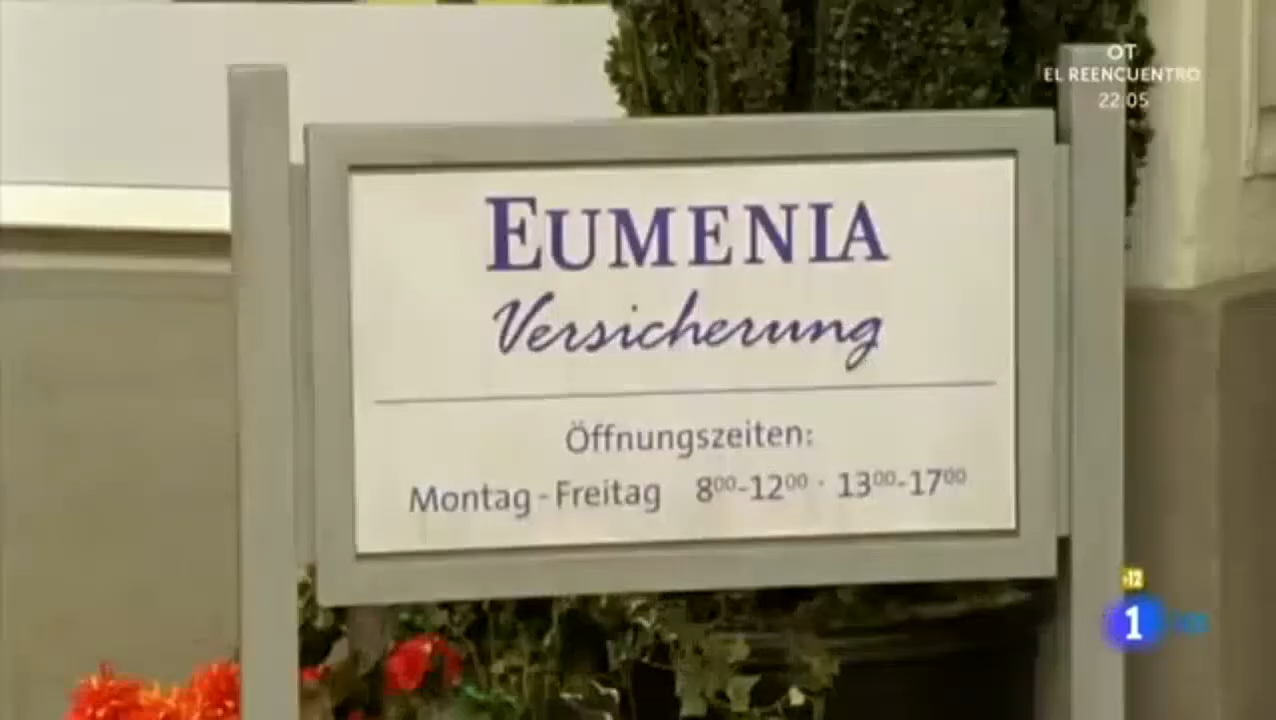 OT
EL REENCUENTRO
22:05
EUMENIA
Versicherung
Öffnungszeiten:
Montag - Freitag 8⁰⁰-12⁰⁰ · 13⁰⁰-17⁰⁰
+12
1